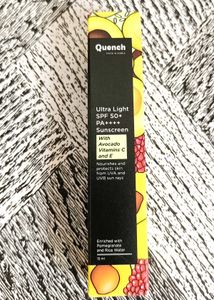 Quench
Ultra Light
SPF 50+
PA++++
Sunscreen
With
Avocado
Vitamins C
and E
Nourishes and
protects skin
from UVA and
UVB sun rays
Enriched with
Pomegranate
and Rice Water